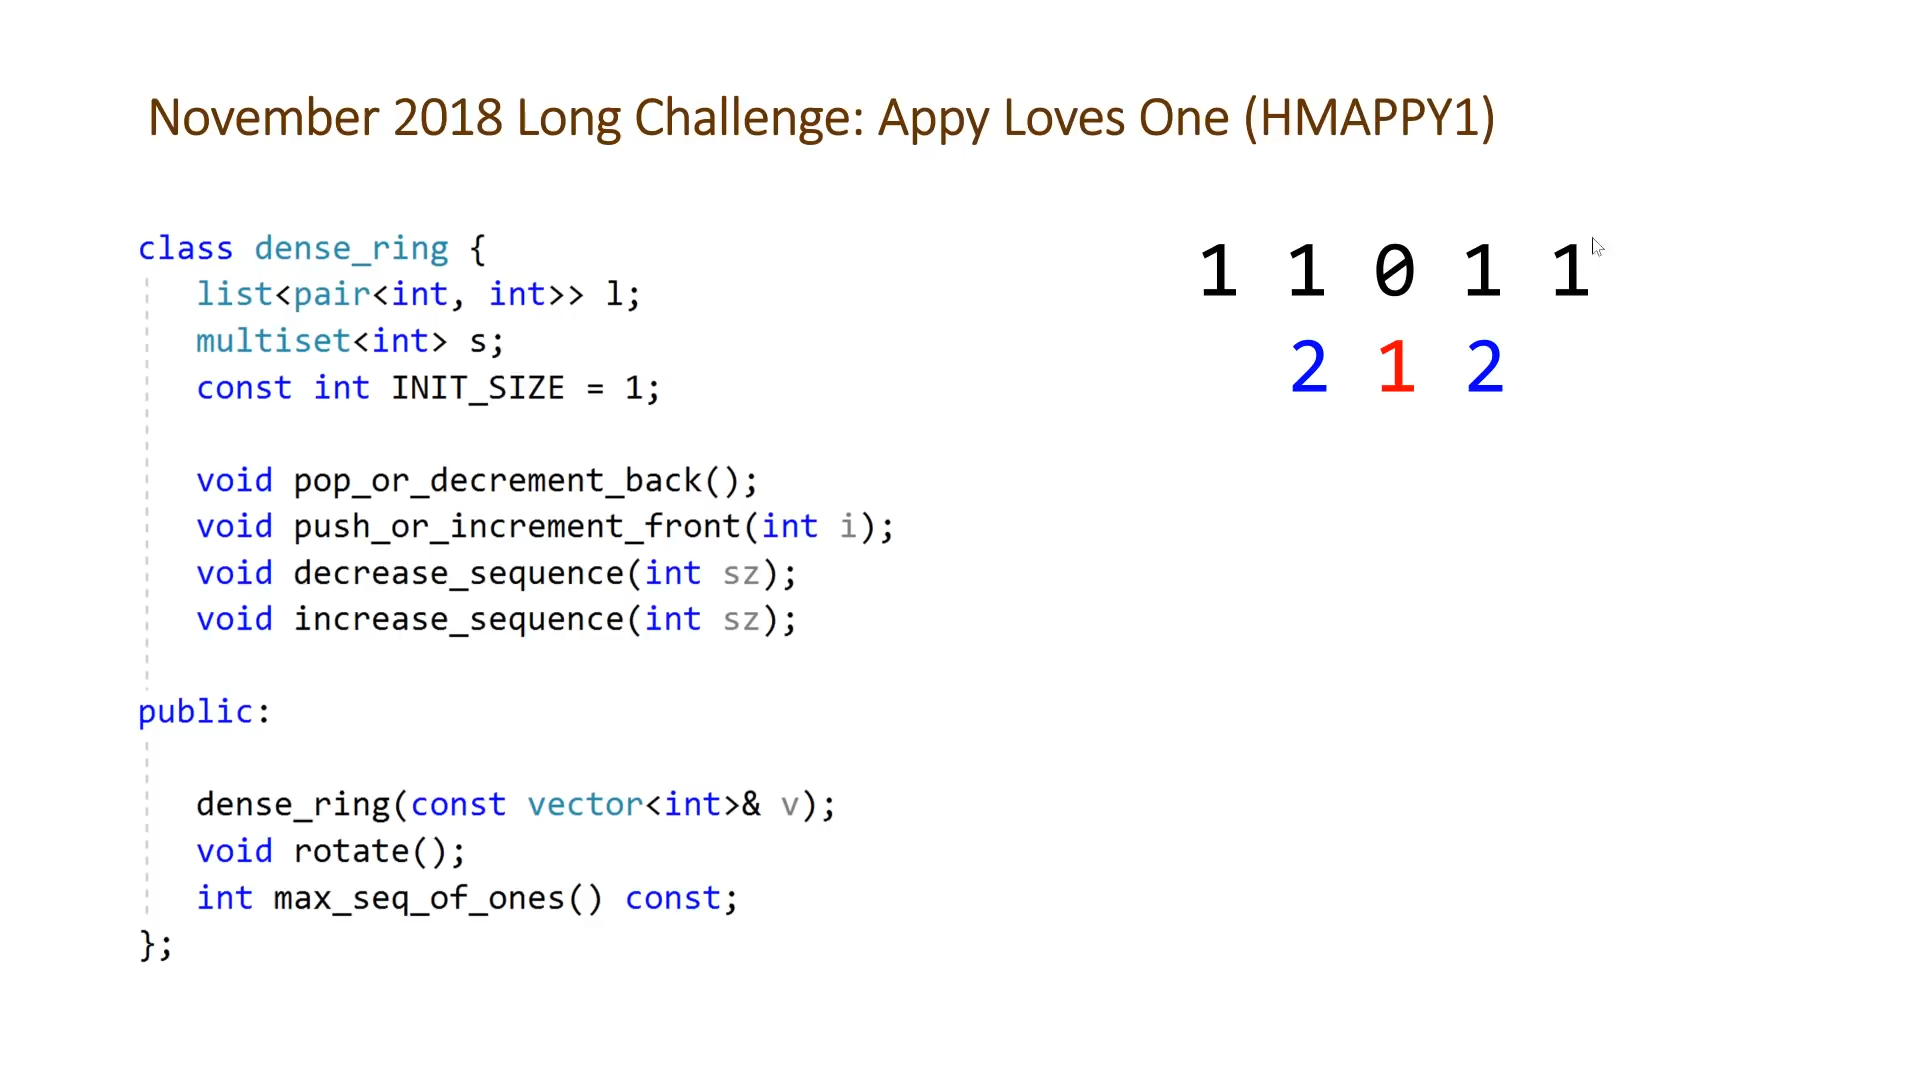 November 2018 Long Challenge: Appy Loves One (HMAPPY1)
class dense_ring {
list<pair<int, int>> l;
multiset<int> s;
const int INIT_SIZE = 1;
void pop_or_decrement_back();
void push_or_increment_front(int i);
void decrease_sequence(int sz);
void increase_sequence(int sz);
public:
dense_ring(const vector<int>& v);
void rotate();
int max_seq_of_ones() const;
};
1 1 0 1 1
2 1 2